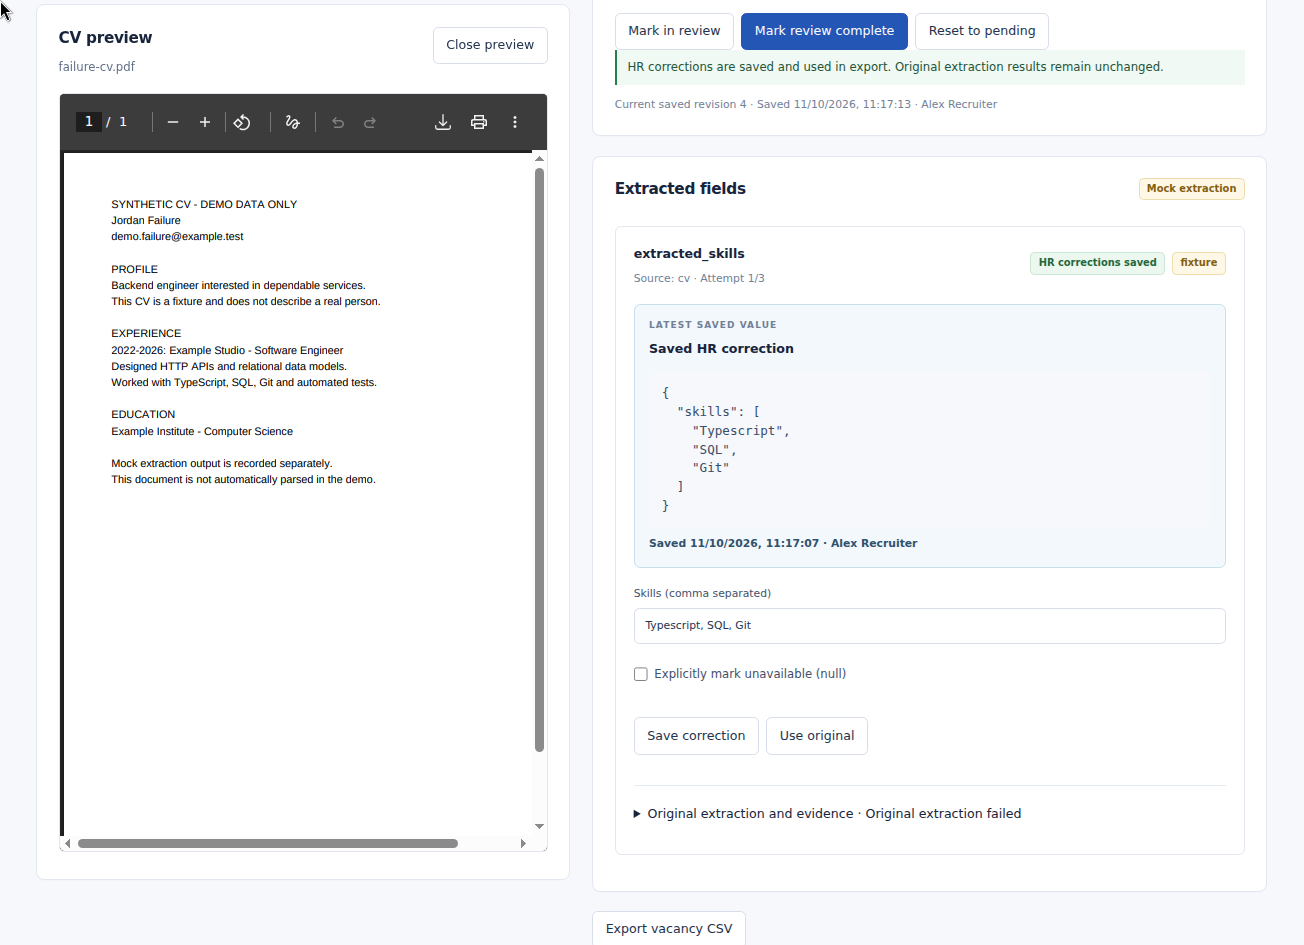 CV preview
failure-cv.pdf
Close preview
1 / 1
SYNTHETIC CV - DEMO DATA ONLY
Jordan Failure
demo.failure@example.test
PROFILE
Backend engineer interested in dependable services.
This CV is a fixture and does not describe a real person.
EXPERIENCE
2022-2026: Example Studio - Software Engineer
Designed HTTP APIs and relational data models.
Worked with TypeScript, SQL, Git and automated tests.
EDUCATION
Example Institute - Computer Science
Mock extraction output is recorded separately.
This document is not automatically parsed in the demo.
Mark in review
Mark review complete
Reset to pending
HR corrections are saved and used in export. Original extraction results remain unchanged.
Current saved revision 4 · Saved 11/10/2026, 11:17:13 · Alex Recruiter
Extracted fields
Mock extraction
extracted_skills
HR corrections saved
fixture
Source: cv · Attempt 1/3
LATEST SAVED VALUE
Saved HR correction
{
"skills": [
"Typescript",
"SQL",
"Git"
]
}
Saved 11/10/2026, 11:17:07 · Alex Recruiter
Skills (comma separated)
Typescript, SQL, Git
Explicitly mark unavailable (null)
Save correction
Use original
Original extraction and evidence · Original extraction failed
Export vacancy CSV